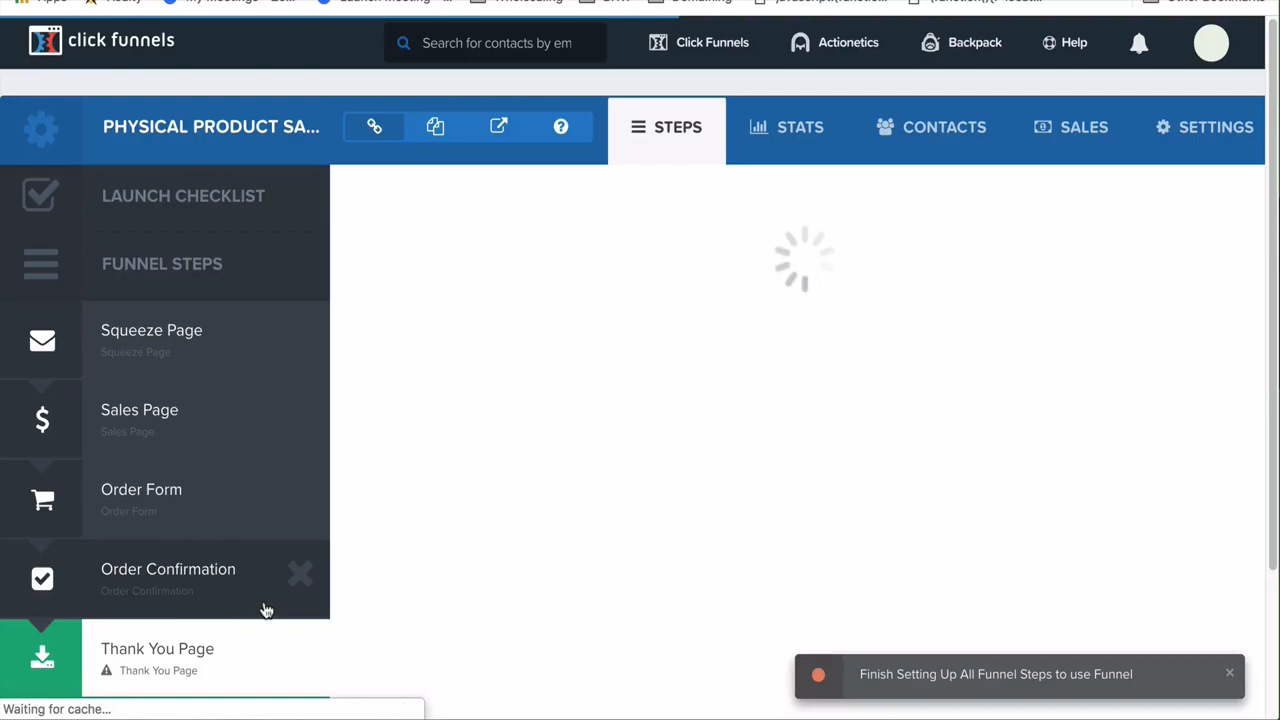 click funnels
Search for contacts by em
Click Funnels
Actionetics
Backpack
Help
PHYSICAL PRODUCT SA...
STEPS
STATS
CONTACTS
SALES
SETTINGS
LAUNCH CHECKLIST
FUNNEL STEPS
Squeeze Page
Squeeze Page
Sales Page
Sales Page
Order Form
Order Form
Order Confirmation
Order Confirmation
Thank You Page
Thank You Page
Finish Setting Up All Funnel Steps to use Funnel
Waiting for cache...